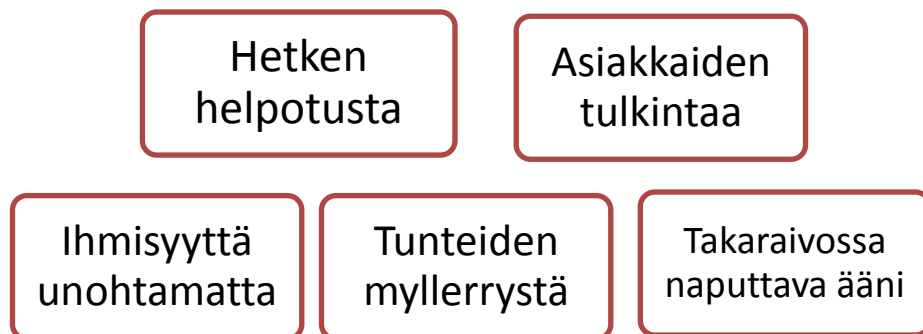 Hetken
helpotusta
Asiakkaiden
tulkintaa
Ihmisyyttä
unohtamatta
Tunteiden
myllerrystä
Takaraivossa
naputtava ääni